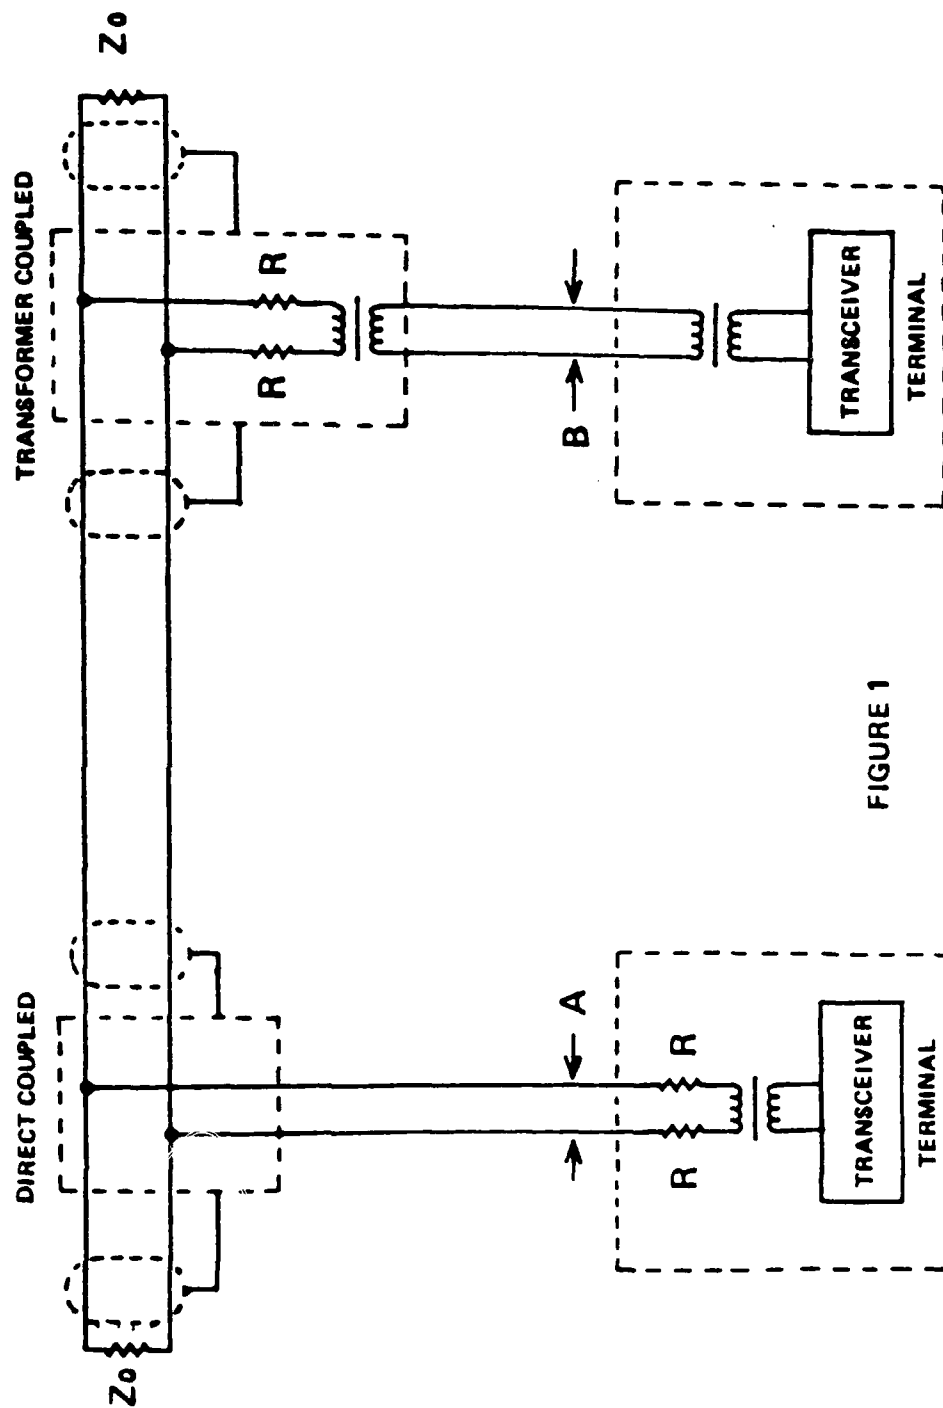 DIRECT COUPLED
TRANSFORMER COUPLED
Zo
Zo
R
R
R
R
A
B
TRANSCEIVER
TERMINAL
TRANSCEIVER
TERMINAL
FIGURE 1